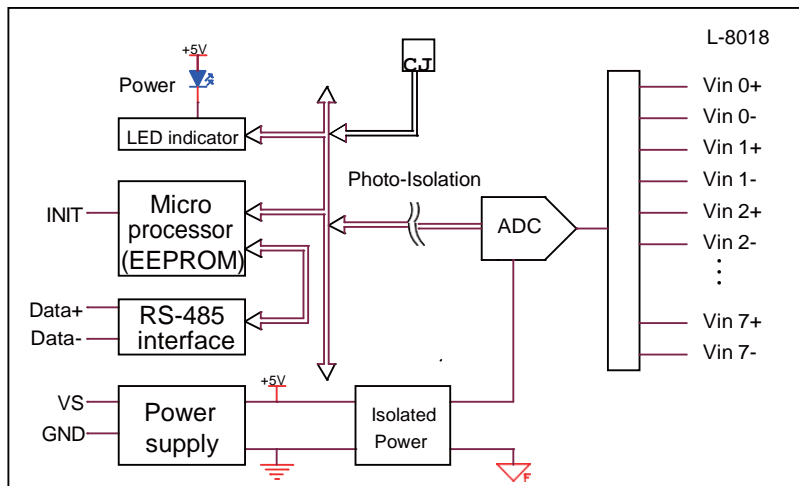 L-8018
+5V
CJ
Power
LED indicator
Vin 0+
Vin 0-
Vin 1+
Vin 1-
Vin 2+
Vin 2-
Vin 7+
Vin 7-
Photo-Isolation
INIT
Micro
processor
(EEPROM)
ADC
Data+
Data-
RS-485
interface
+5V
VS
GND
Power
supply
Isolated
Power
F